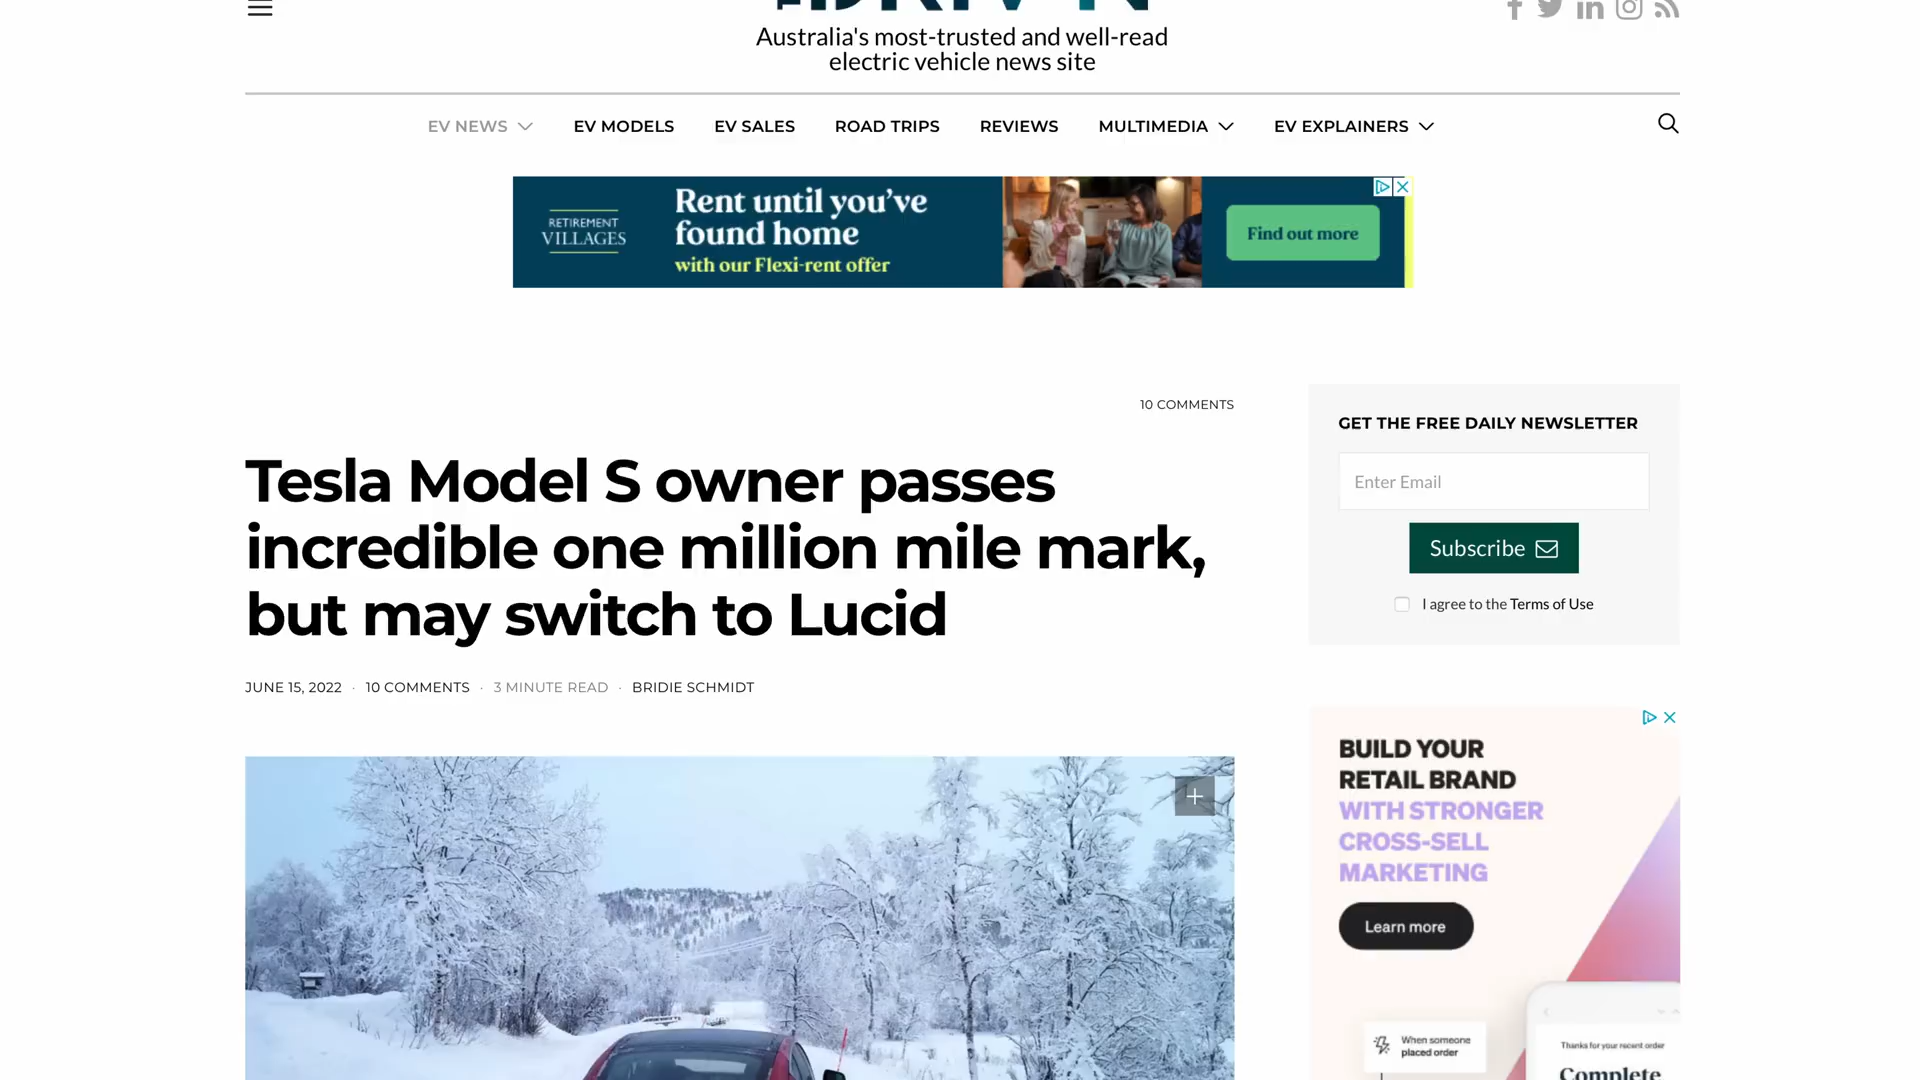 Australia's most-trusted and well-read
electric vehicle news site
EV NEWS
EV MODELS
EV SALES
ROAD TRIPS
REVIEWS
MULTIMEDIA
EV EXPLAINERS
RETIREMENT
VILLAGES
Rent until you've
found home
with our Flexi-rent offer
Find out more
10 COMMENTS
Tesla Model S owner passes
incredible one million mile mark,
but may switch to Lucid
JUNE 15, 2022 · 10 COMMENTS · 3 MINUTE READ · BRIDIE SCHMIDT
GET THE FREE DAILY NEWSLETTER
Enter Email
Subscribe
I agree to the Terms of Use
BUILD YOUR
RETAIL BRAND
WITH STRONGER
CROSS-SELL
MARKETING
Learn more
When someone
placed order
Thanks for your recent order
Complete